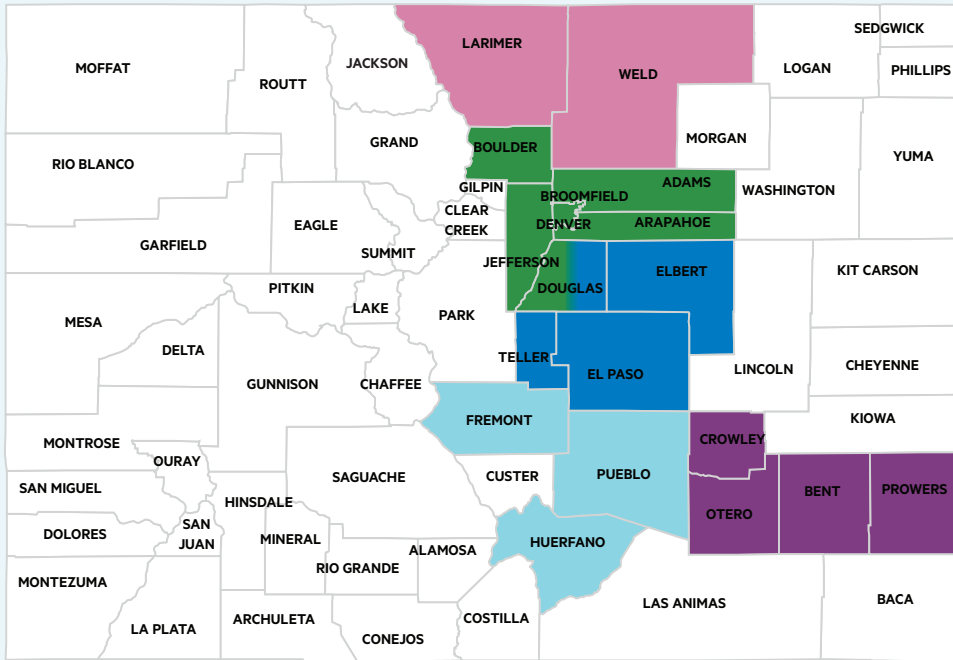 SEDGWICK
LARIMER
MOFFAT
JACKSON
LOGAN
PHILLIPS
WELD
ROUTT
GRAND
MORGAN
BOULDER
YUMA
RIO BLANCO
GILPIN
ADAMS
WASHINGTON
BROOMFIELD
CLEAR
CREEK
EAGLE
DENVER
ARAPAHOE
GARFIELD
SUMMIT
JEFFERSON
ELBERT
KIT CARSON
PITKIN
DOUGLAS
LAKE
PARK
MESA
DELTA
TELLER
CHEYENNE
LINCOLN
EL PASO
GUNNISON
CHAFFEE
FREMONT
KIOWA
MONTROSE
CROWLEY
OURAY
SAGUACHE
CUSTER
PUEBLO
SAN MIGUEL
BENT
PROWERS
HINSDALE
OTERO
SAN
JUAN
DOLORES
MINERAL
HUERFANO
ALAMOSA
RIO GRANDE
MONTEZUMA
LAS ANIMAS
BACA
COSTILLA
ARCHULETA
LA PLATA
CONEJOS